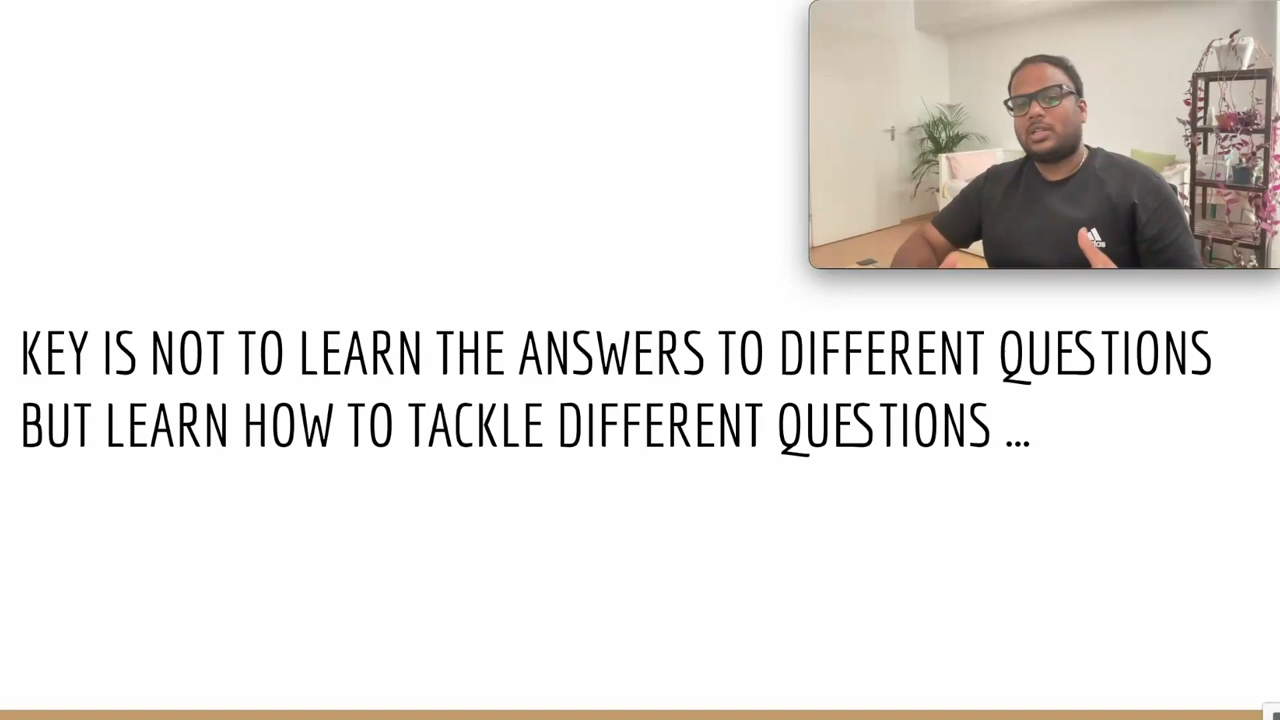 KEY IS NOT TO LEARN THE ANSWERS TO DIFFERENT QUESTIONS
BUT LEARN HOW TO TACKLE DIFFERENT QUESTIONS ...